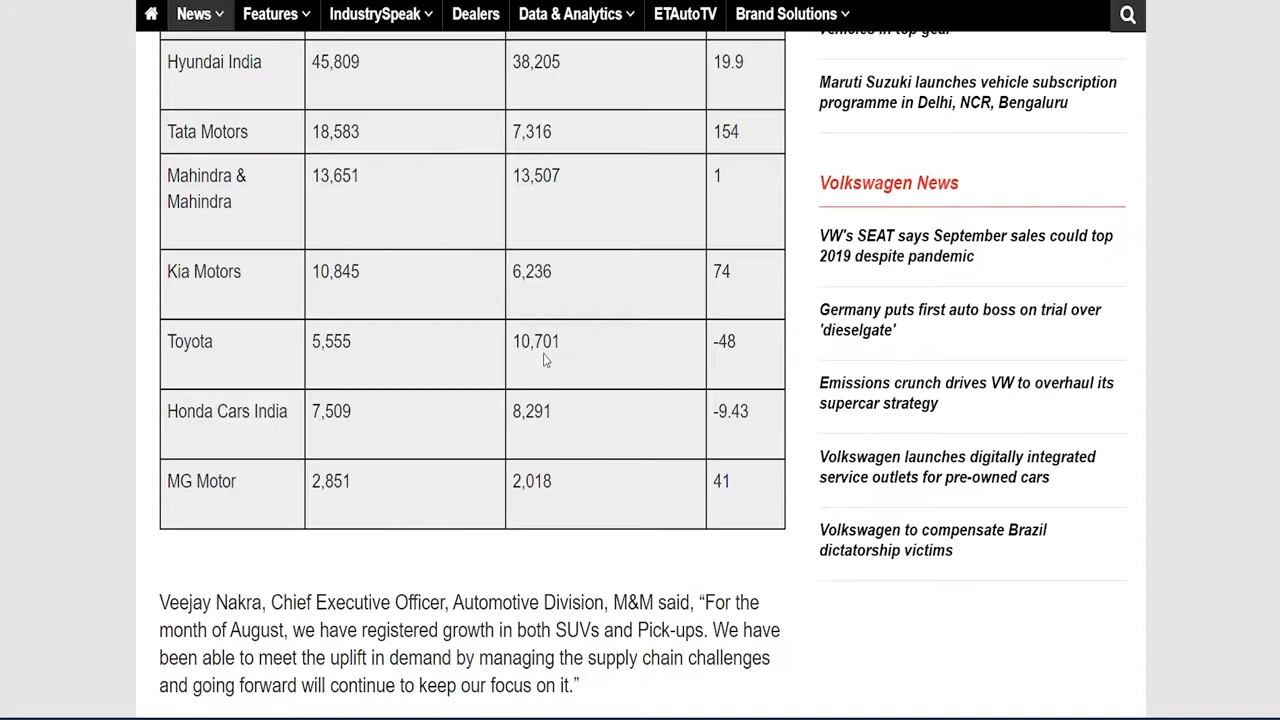 News Features IndustrySpeak Dealers Data & Analytics ETAutoTV Brand Solutions
Hyundai India 45,809 38,205 19.9
Tata Motors 18,583 7,316 154
Mahindra & 13,651 13,507 1
Mahindra
Kia Motors 10,845 6,236 74
Toyota 5,555 10,701 -48
Honda Cars India 7,509 8,291 -9.43
MG Motor 2,851 2,018 41
Veejay Nakra, Chief Executive Officer, Automotive Division, M&M said, “For the
month of August, we have registered growth in both SUVs and Pick-ups. We have
been able to meet the uplift in demand by managing the supply chain challenges
and going forward will continue to keep our focus on it.”
vehicles in top gear
Maruti Suzuki launches vehicle subscription
programme in Delhi, NCR, Bengaluru
Volkswagen News
VW's SEAT says September sales could top
2019 despite pandemic
Germany puts first auto boss on trial over
'dieselgate'
Emissions crunch drives VW to overhaul its
supercar strategy
Volkswagen launches digitally integrated
service outlets for pre-owned cars
Volkswagen to compensate Brazil
dictatorship victims